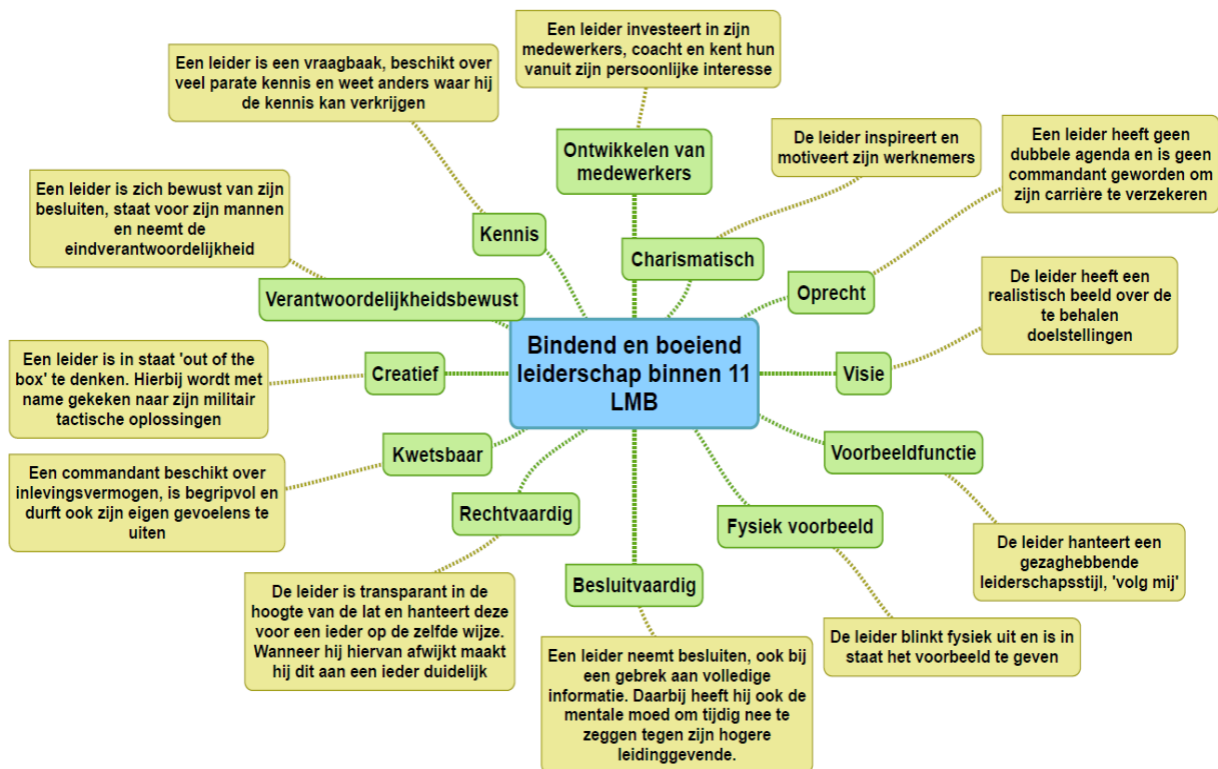 Een leider investeert in zijn
medewerkers, coacht en kent hun
vanuit zijn persoonlijke interesse
Een leider is een vraagbaak, beschikt over
veel parate kennis en weet anders waar hij
de kennis kan verkrijgen
De leider inspireert en
motiveert zijn werknemers
Een leider heeft geen
dubbele agenda en is geen
commandant geworden om
zijn carrière te verzekeren
Ontwikkelen van
medewerkers
Een leider is zich bewust van zijn
besluiten, staat voor zijn mannen
en neemt de
eindverantwoordelijkheid
Kennis
Charismatisch
Oprecht
Verantwoordelijkheidsbewust
De leider heeft een
realistisch beeld over de
te behalen
doelstellingen
Bindend en boeiend
leiderschap binnen 11
LMB
Een leider is in staat 'out of the
box' te denken. Hierbij wordt met
name gekeken naar zijn militair
tactische oplossingen
Creatief
Visie
Kwetsbaar
Voorbeeldfunctie
Een commandant beschikt over
inlevingsvermogen, is begripvol en
durft ook zijn eigen gevoelens te
uiten
Rechtvaardig
Fysiek voorbeeld
De leider hanteert een
gezaghebbende
leiderschapsstijl, 'volg mij'
Besluitvaardig
De leider is transparant in de
hoogte van de lat en hanteert deze
voor een ieder op de zelfde wijze.
Wanneer hij hiervan afwijkt maakt
hij dit aan een ieder duidelijk
De leider blinkt fysiek uit en is in
staat het voorbeeld te geven
Een leider neemt besluiten, ook bij
een gebrek aan volledige
informatie. Daarbij heeft hij ook de
mentale moed om tijdig nee te
zeggen tegen zijn hogere
leidinggevende.